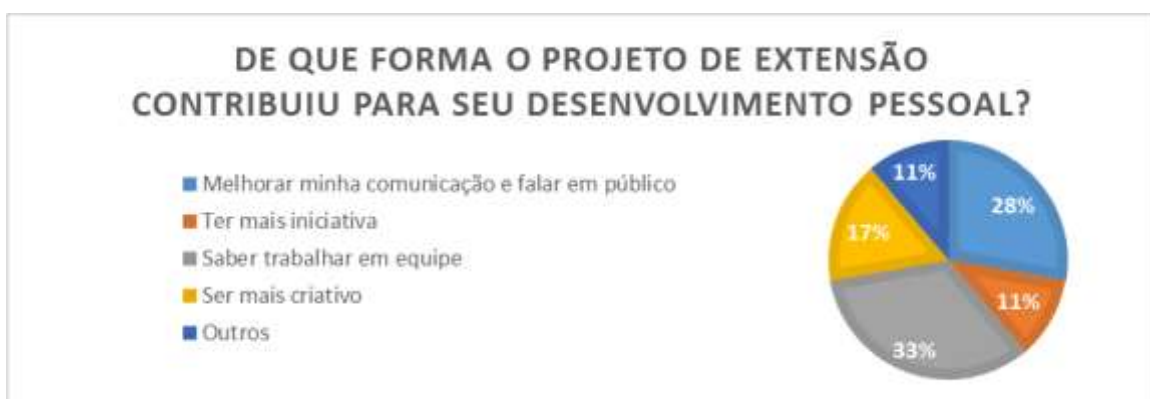 DE QUE FORMA O PROJETO DE EXTENSÃO
CONTRIBUIU PARA SEU DESENVOLVIMENTO PESSOAL?
Melhorar minha comunicação e falar em público
Ter mais iniciativa
Saber trabalhar em equipe
Ser mais criativo
Outros
11%
28%
17%
11%
33%